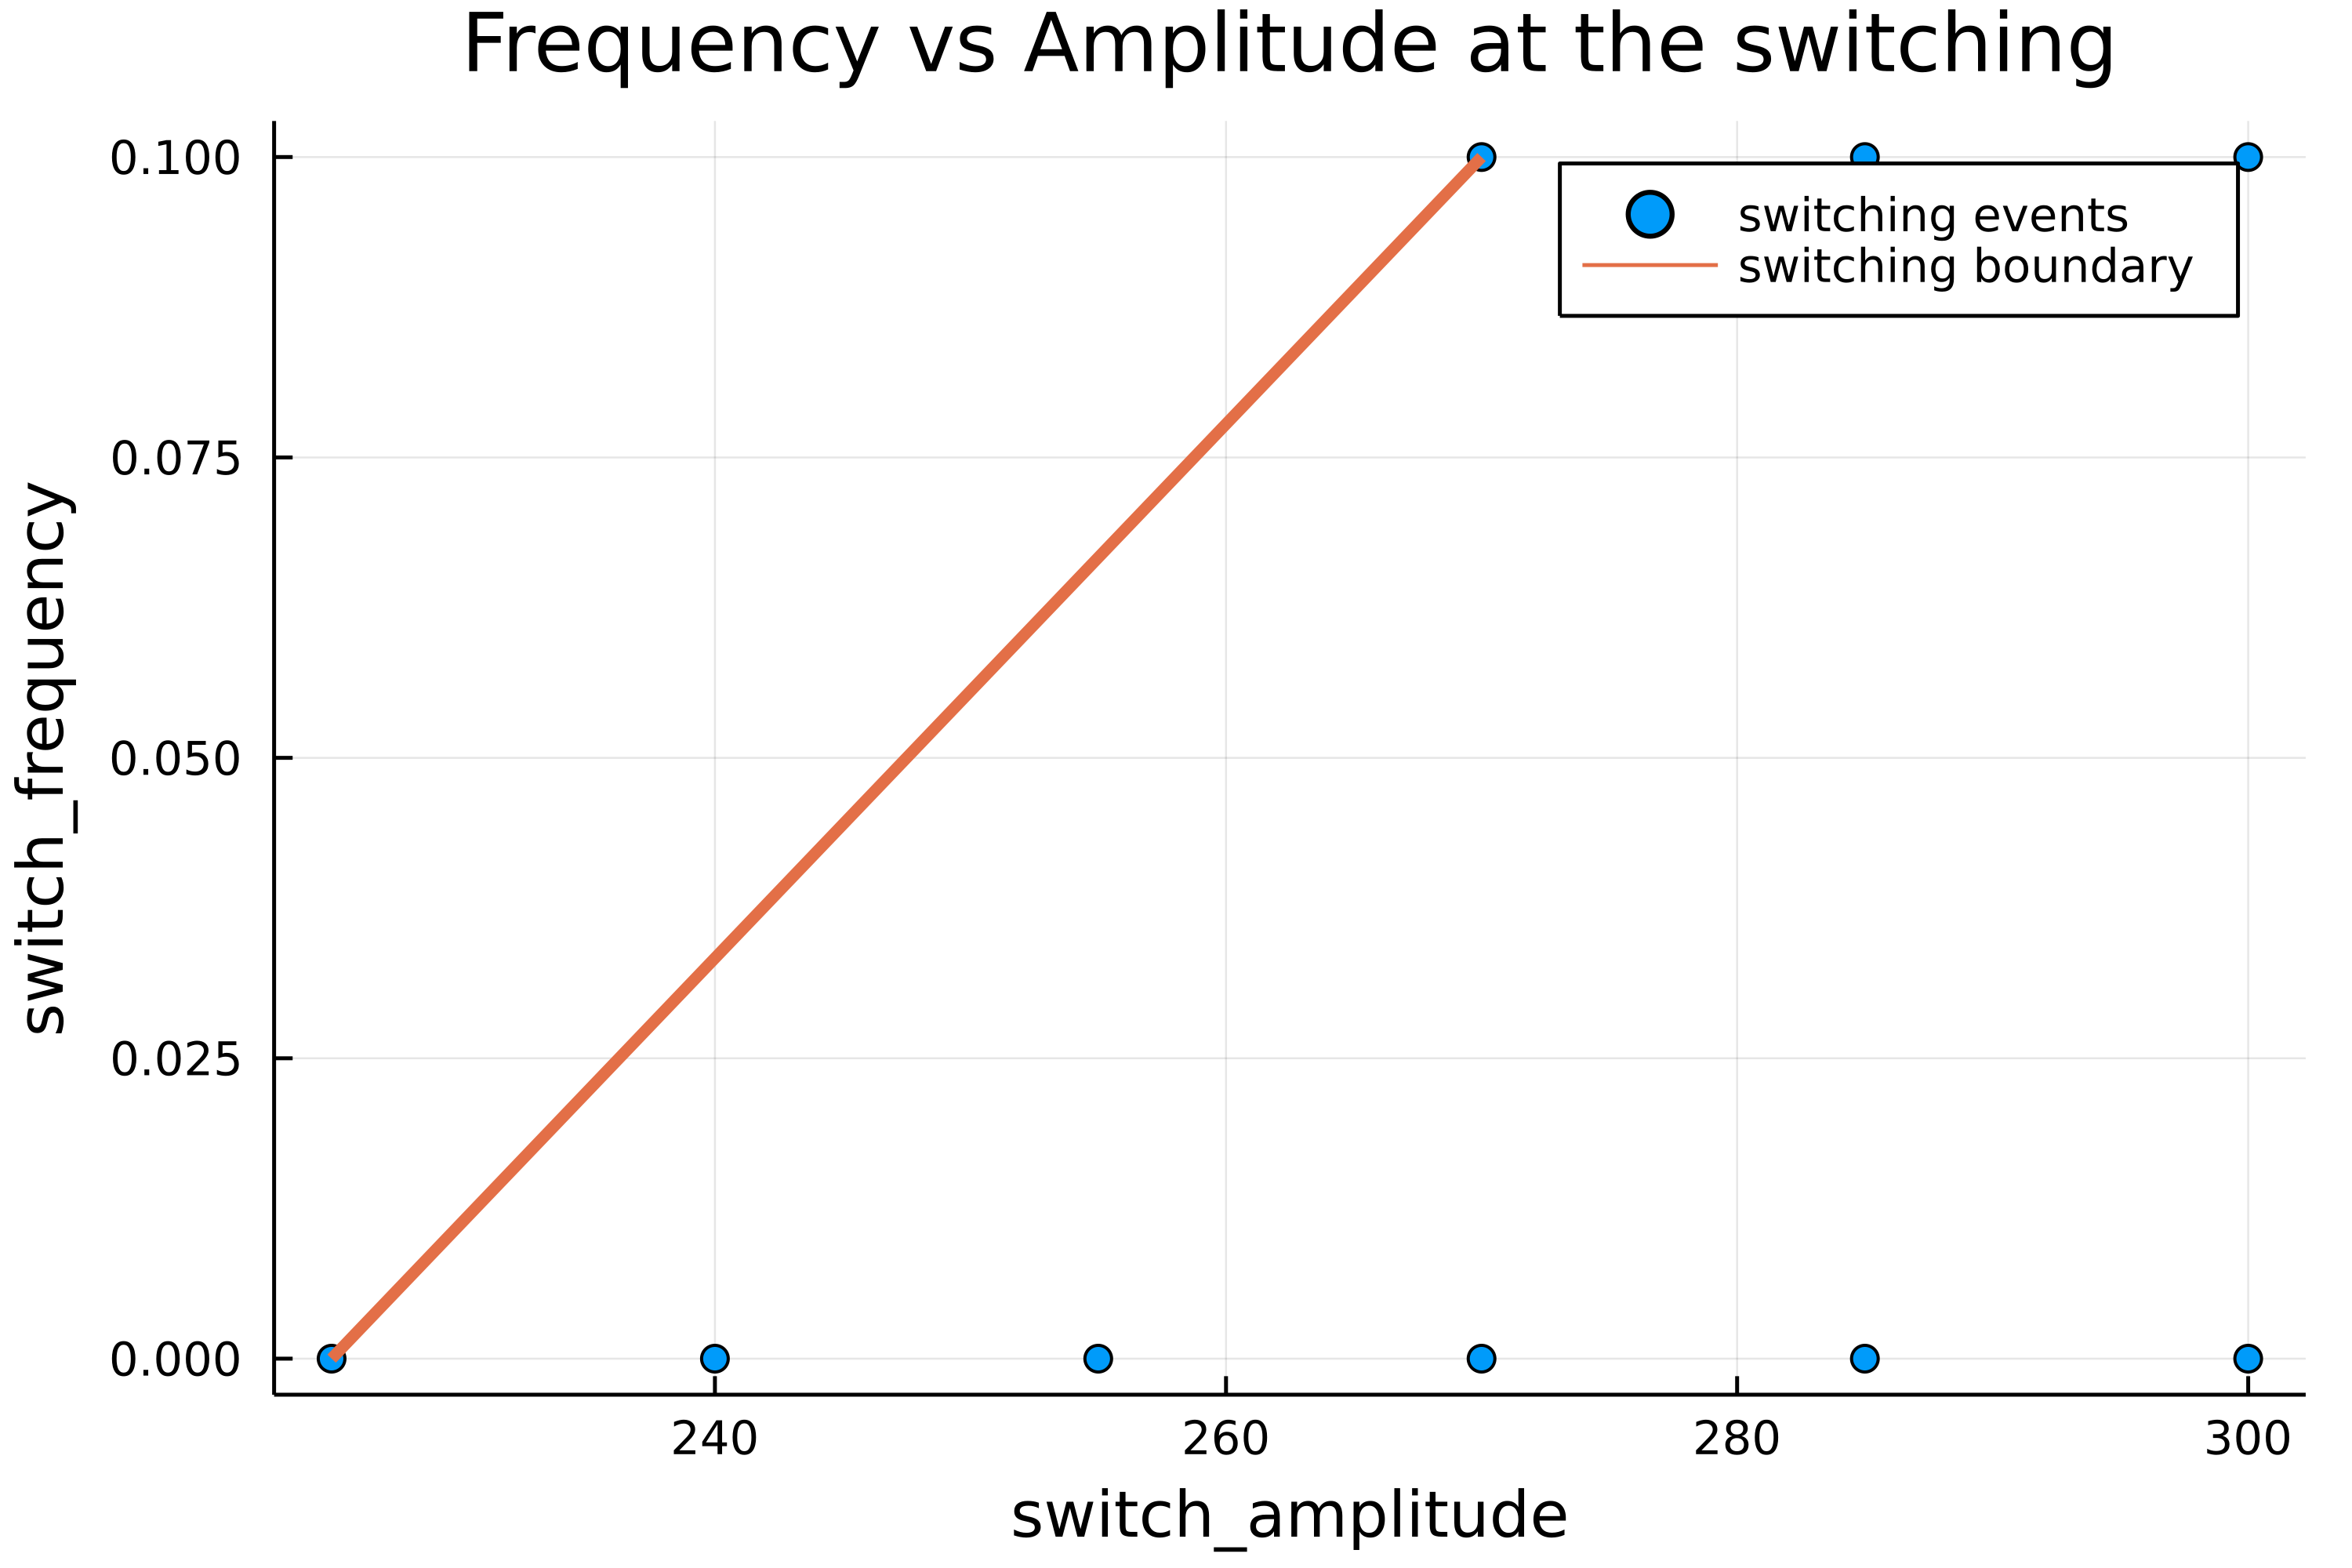 Frequency vs Amplitude at the switching
switching events
switching boundary
0.100
0.075
0.050
0.025
0.000
switch_frequency
240 260 280 300
switch_amplitude